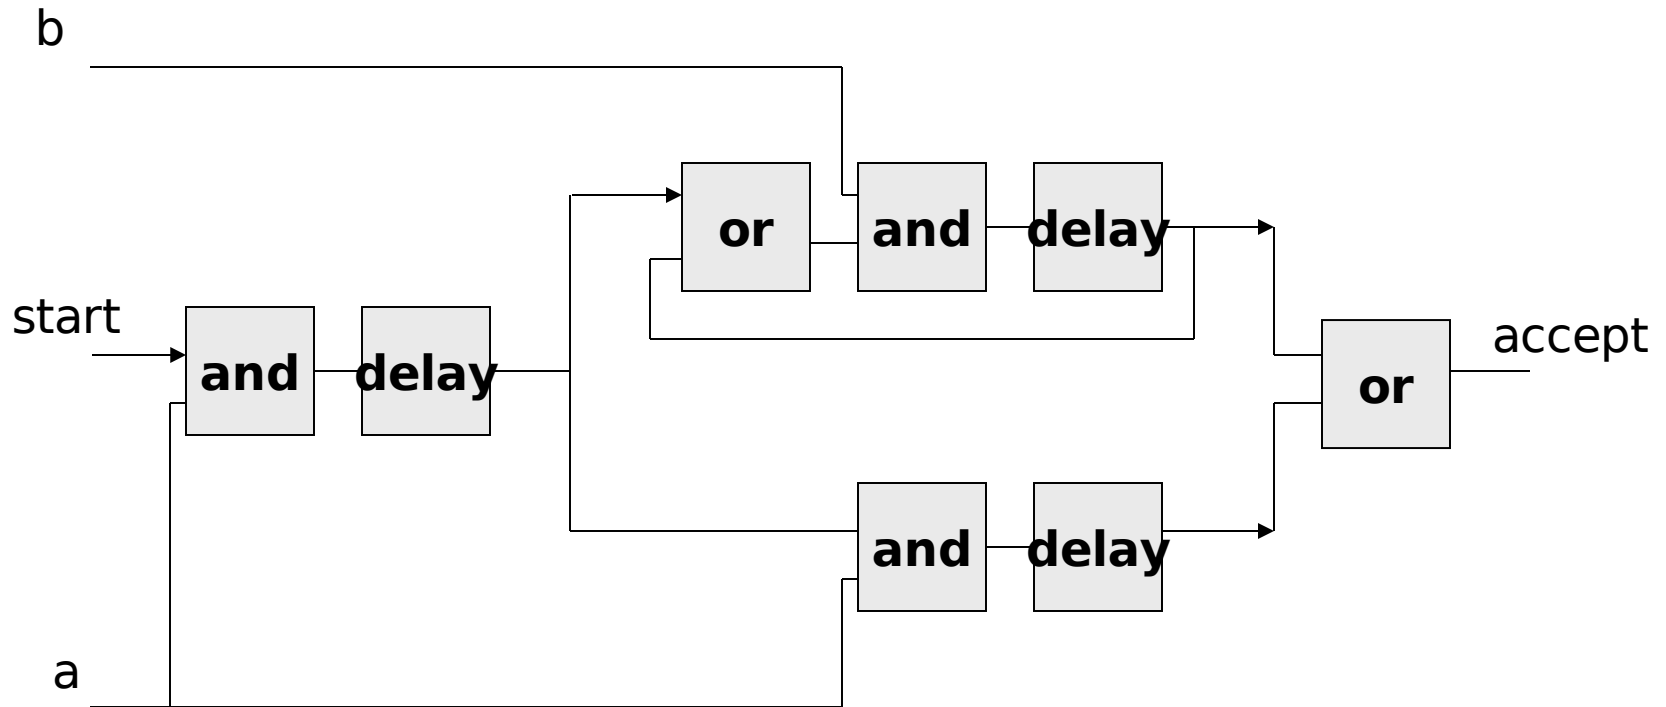 b
or
and
delay
start
and
delay
or
accept
and
delay
a